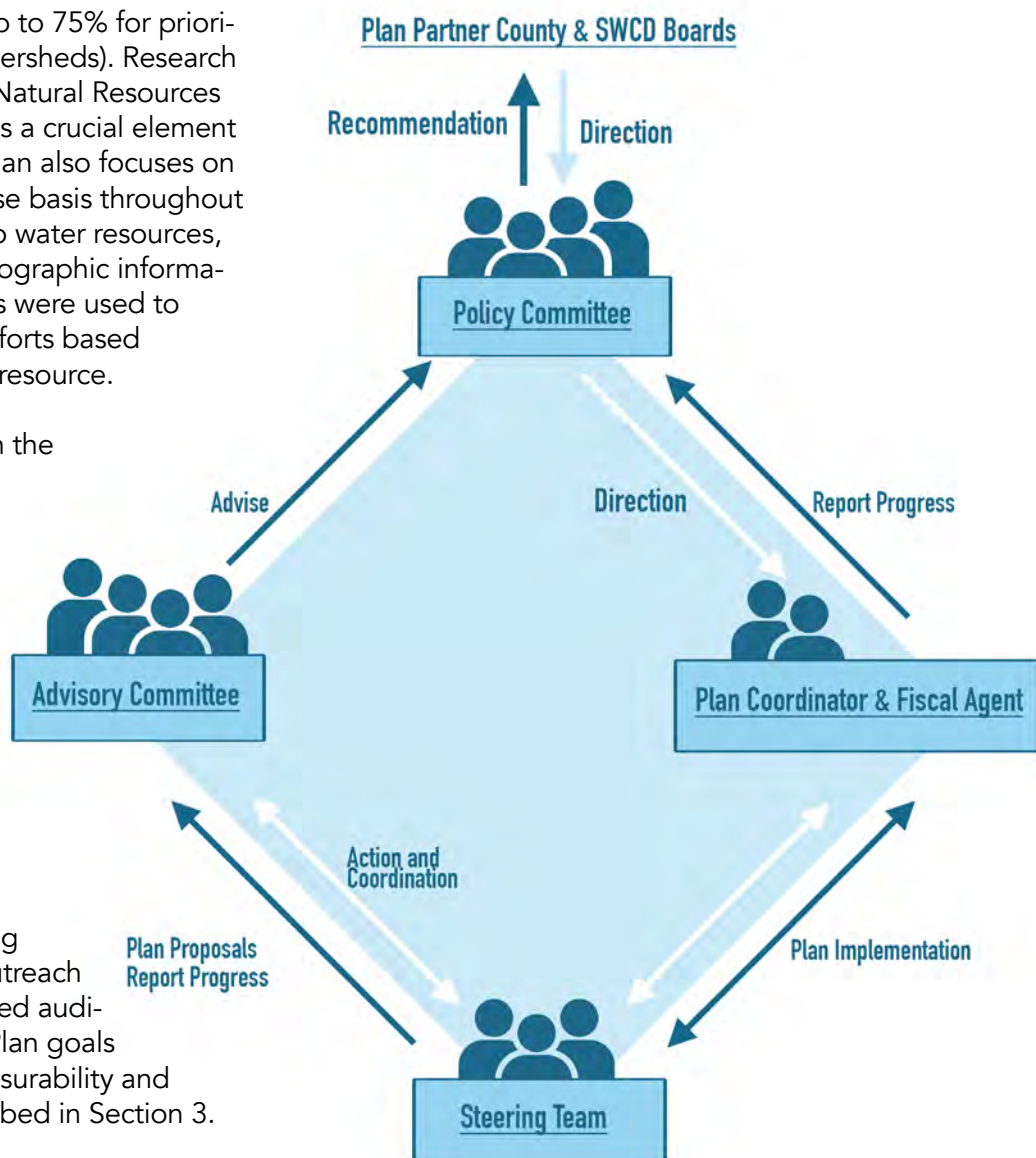 p to 75% for priori-
ersheds). Research
Natural Resources
s a crucial element
an also focuses on
se basis throughout
o water resources,
ographic informa-
s were used to
forts based
resource.
n the
g
utreach
ed audi-
Plan goals
surability and
bed in Section 3.
Plan Partner County & SWCD Boards
Recommendation
Direction
Policy Committee
Advise
Direction
Report Progress
Advisory Committee
Plan Coordinator & Fiscal Agent
Action and
Coordination
Plan Proposals
Report Progress
Plan Implementation
Steering Team